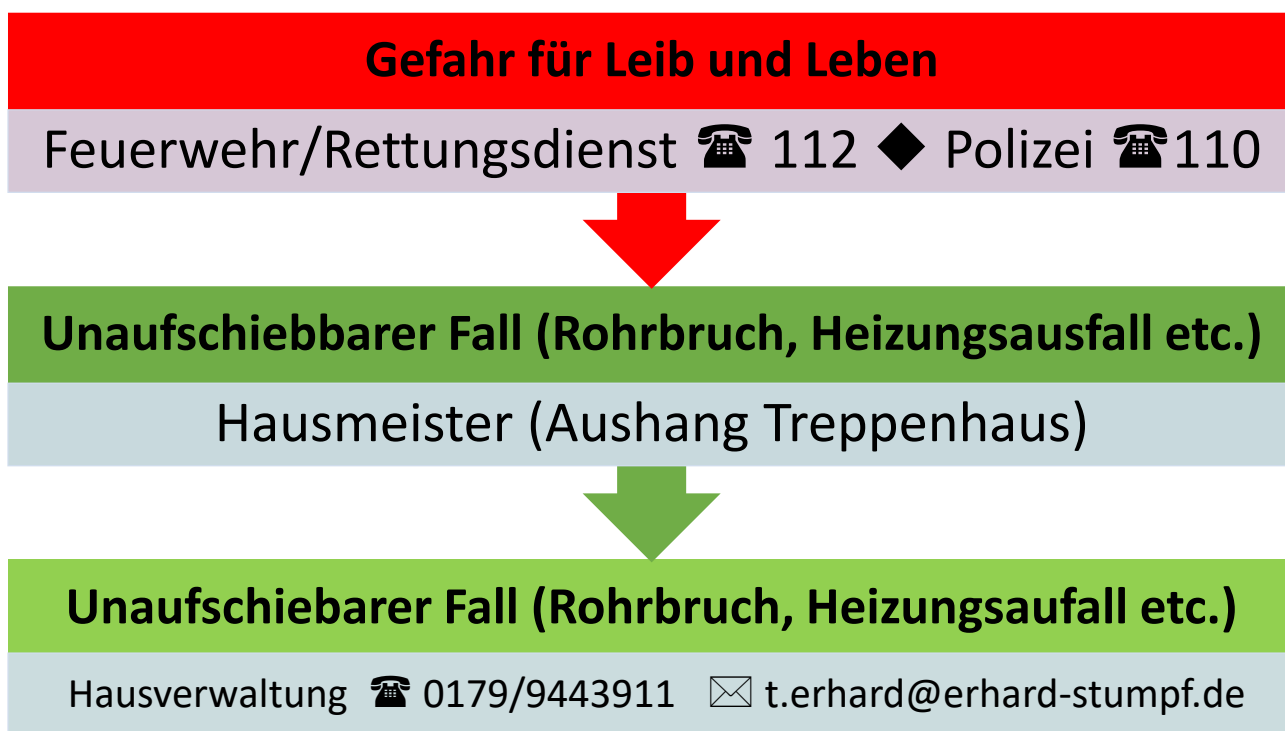 Gefahr für Leib und Leben
Feuerwehr/Rettungsdienst ☎ 112 ◆ Polizei ☎110
Unaufschiebbarer Fall (Rohrbruch, Heizungsausfall etc.)
Hausmeister (Aushang Treppenhaus)
Unaufschiebarer Fall (Rohrbruch, Heizungsaufall etc.)
Hausverwaltung ☎ 0179/9443911 ✉ t.erhard@erhard-stumpf.de